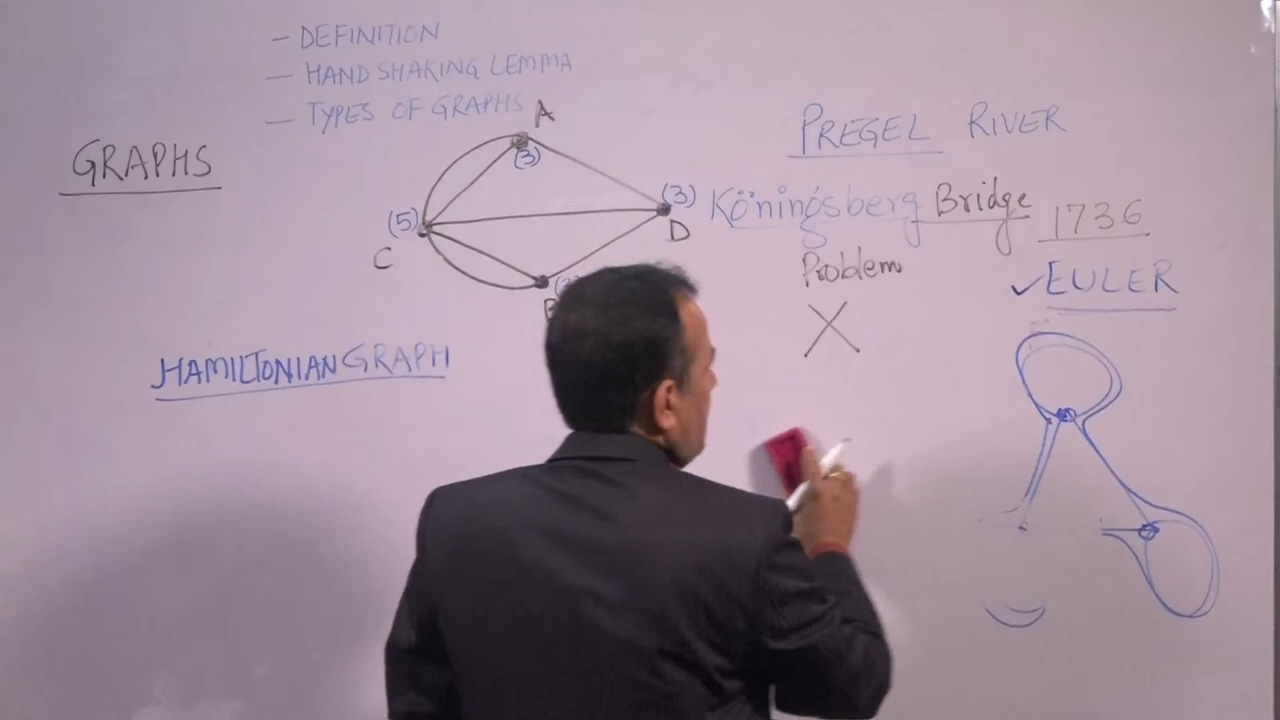 – DEFINITION
– HAND SHAKING LEMMA
– TYPES OF GRAPHS
GRAPHS
A
(3)
(5)
C
(3)
D
PREGEL RIVER
Köningsberg Bridge 1736
Problem
✓EULER
X
HAMILTONIAN GRAPH